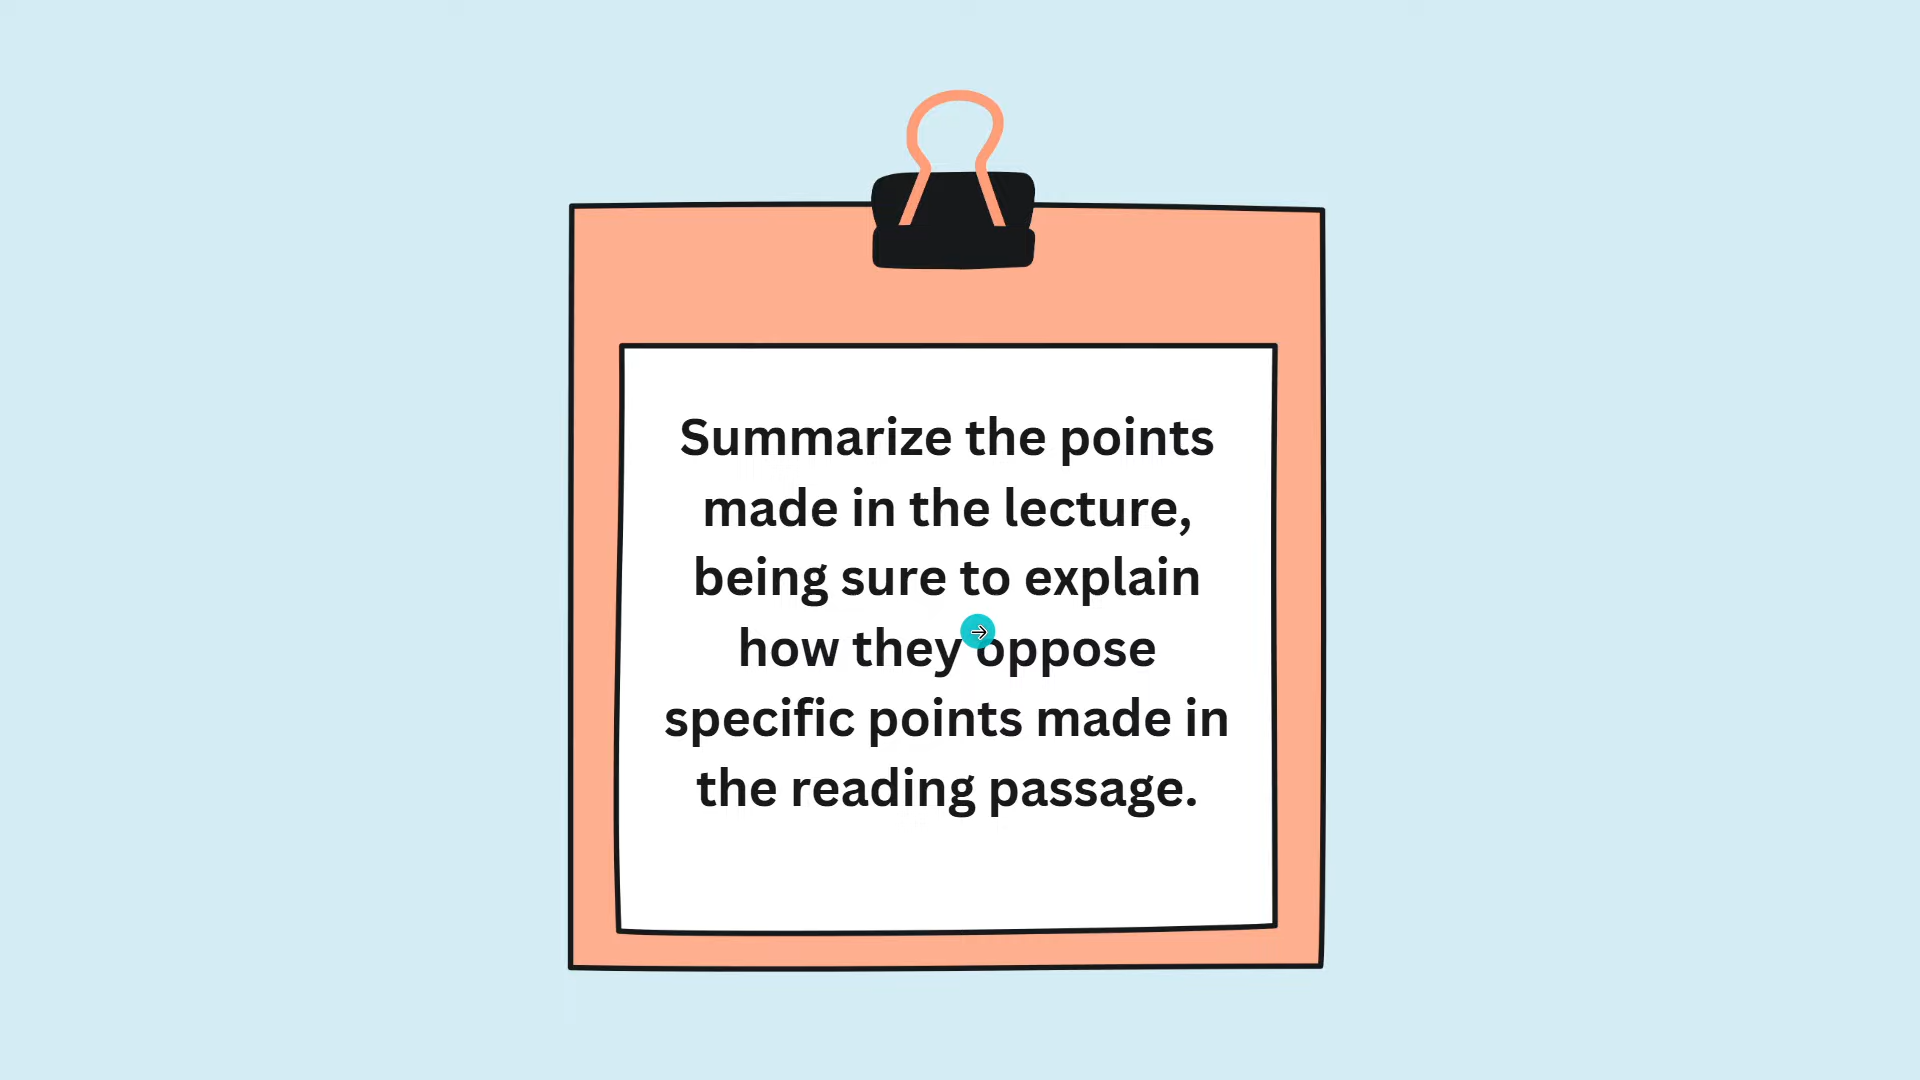 Summarize the points
made in the lecture,
being sure to explain
how they oppose
specific points made in
the reading passage.